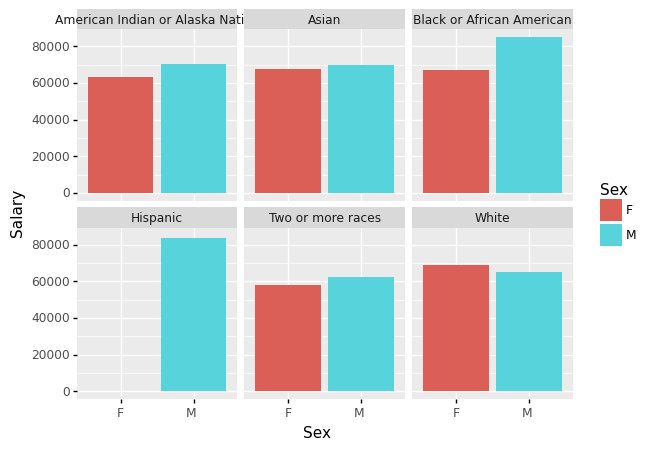 American Indian or Alaska Nati
Asian
Black or African American
80000
60000
40000
20000
0
Hispanic
Two or more races
White
80000
60000
40000
20000
0
F
M
F
M
F
M
Sex
Salary
Sex
F
M